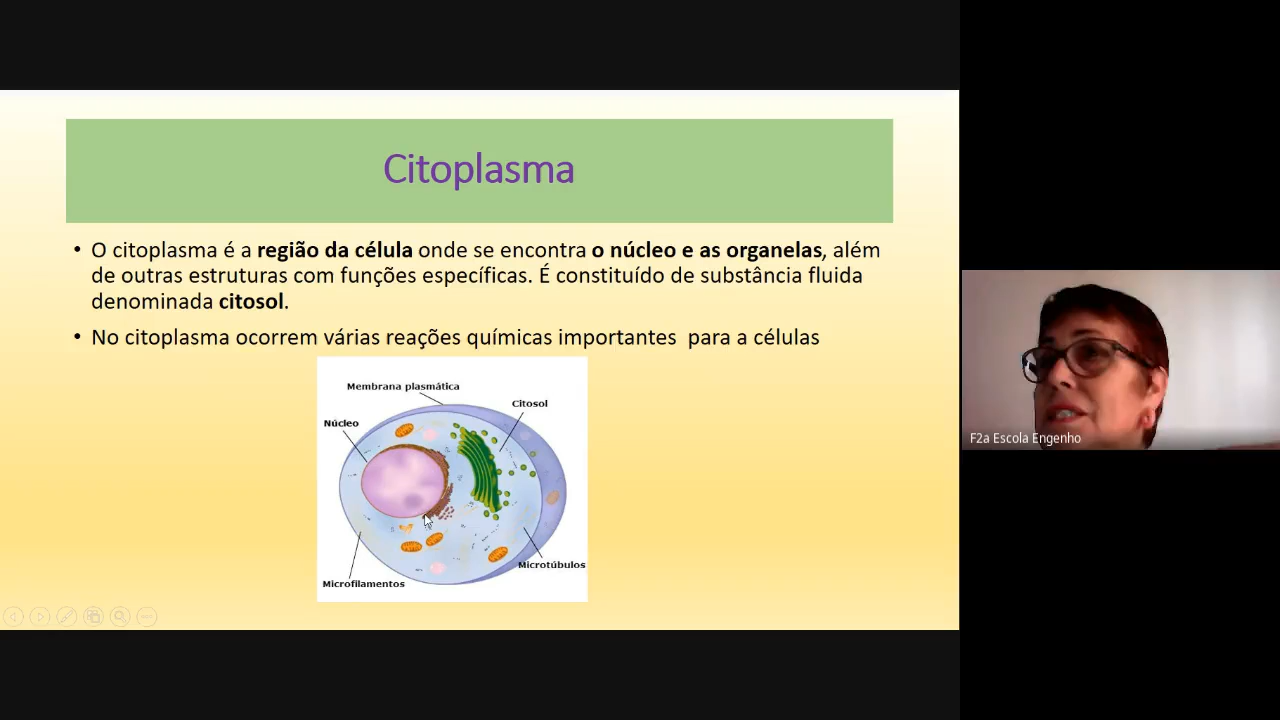 Citoplasma
• O citoplasma é a região da célula onde se encontra o núcleo e as organelas, além
de outras estruturas com funções específicas. É constituído de substância fluida
denominada citosol.
• No citoplasma ocorrem várias reações químicas importantes  para a células
Membrana plasmática
Citosol
Núcleo
Microtúbulos
Microfilamentos
F2a Escola Engenho